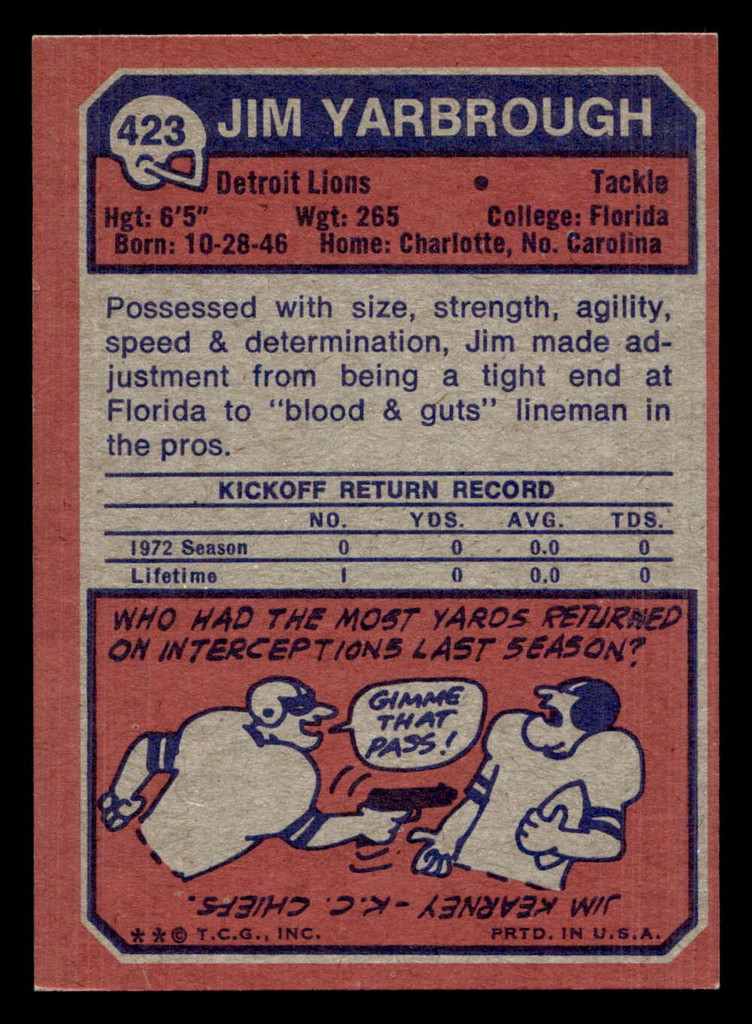 423 JIM YARBROUGH
Detroit Lions • Tackle
Hgt: 6'5" Wgt: 265 College: Florida
Born: 10-28-46 Home: Charlotte, No. Carolina
Possessed with size, strength, agility,
speed & determination, Jim made ad-
justment from being a tight end at
Florida to "blood & guts" lineman in
the pros.
KICKOFF RETURN RECORD
NO. YDS. AVG. TDS.
1972 Season 0 0 0.0 0
Lifetime 1 0 0.0 0
WHO HAD THE MOST YARDS RETURNED
ON INTERCEPTIONS LAST SEASON?
GIMME
THAT
PASS!
JIM KEARNEY - K.C. CHIEFS.
**© T.C.G., INC. PRTD. IN U.S.A.